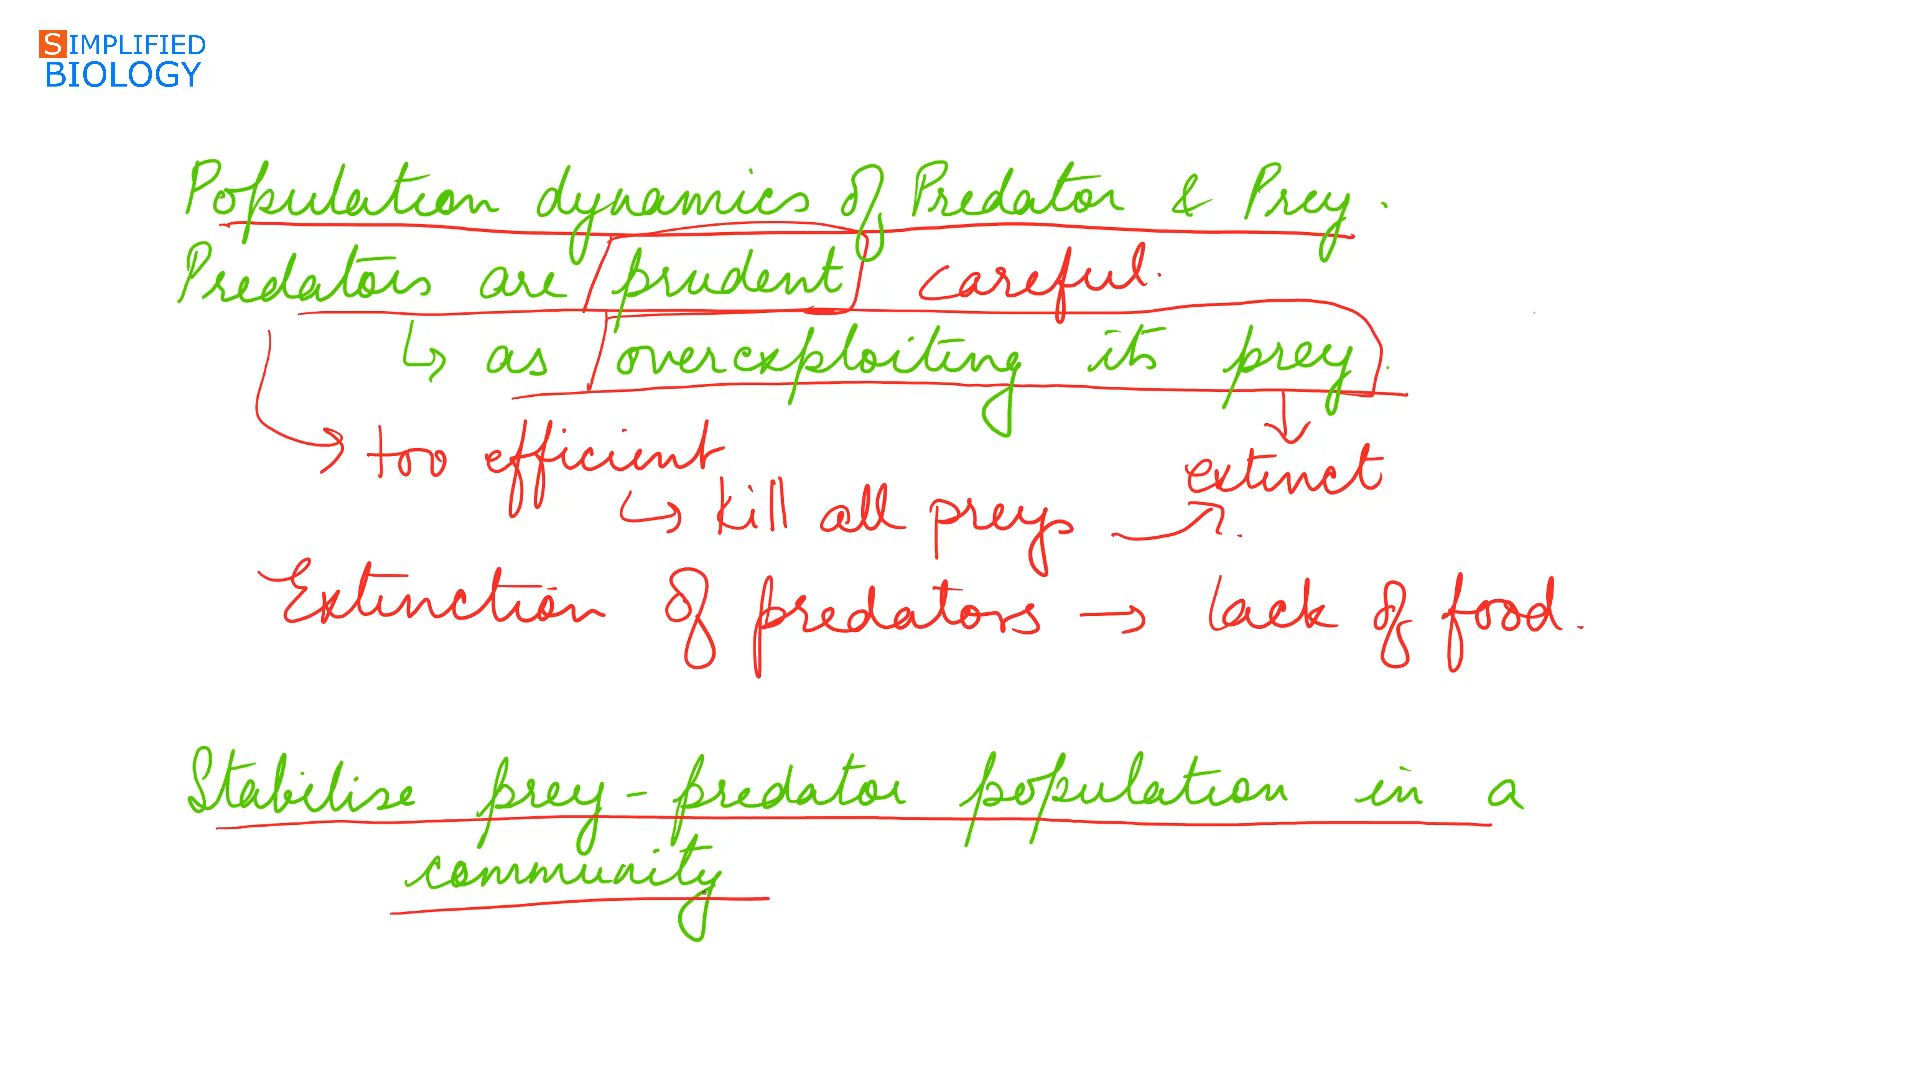 SIMPLIFIED
BIOLOGY
Population dynamics of Predator & Prey.
Predators are prudent careful.
↳ as overexploiting its prey.
→ too efficient
extinct
↳ kill all preys →
Extinction of predators → lack of food.
Stabilise prey - predator population in a
community